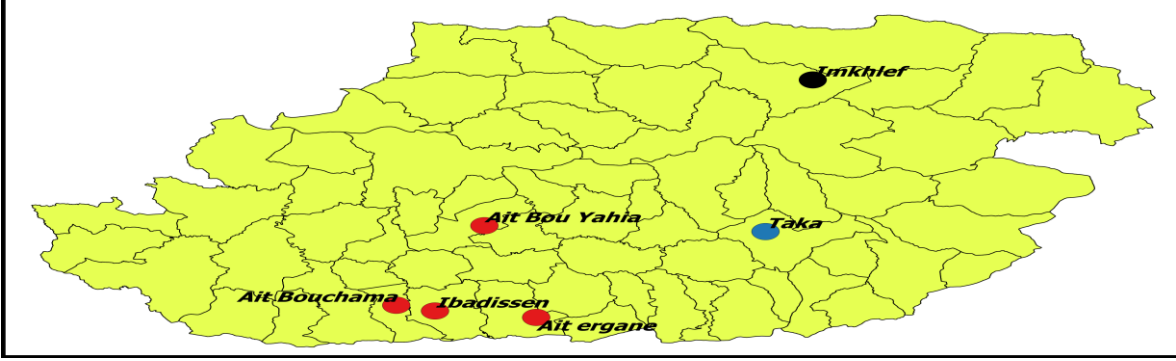 Imkhlef
Ait Bou Yahia
Taka
Ait Bouchama
Ibadissen
Ait ergane